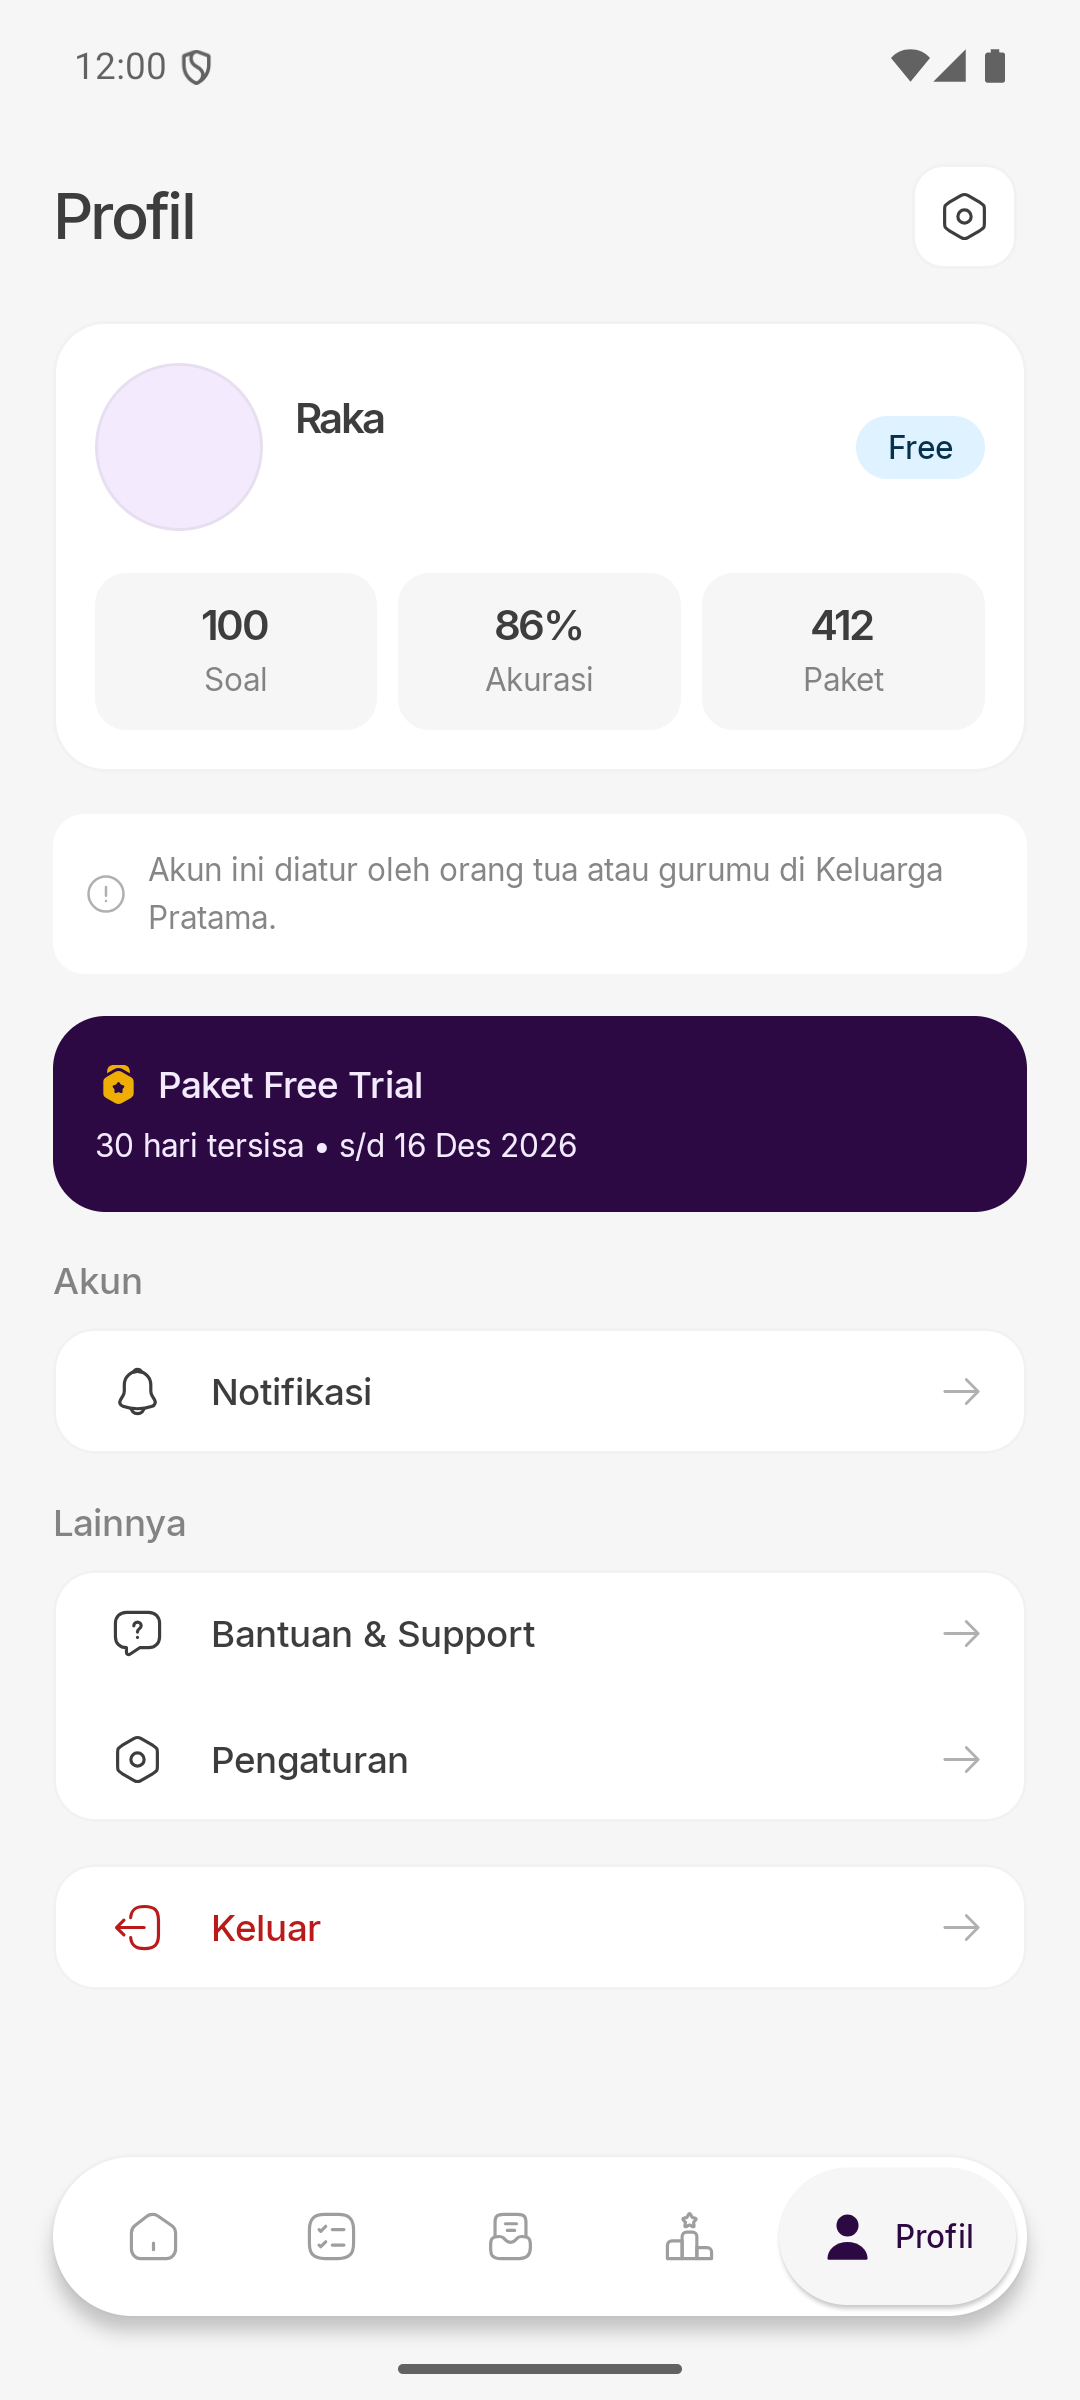 12:00
Profil
Raka
Free
100
Soal
86%
Akurasi
412
Paket
Akun ini diatur oleh orang tua atau gurumu di Keluarga
Pratama.
Paket Free Trial
30 hari tersisa • s/d 16 Des 2026
Akun
Notifikasi
Lainnya
Bantuan & Support
Pengaturan
Keluar
Profil